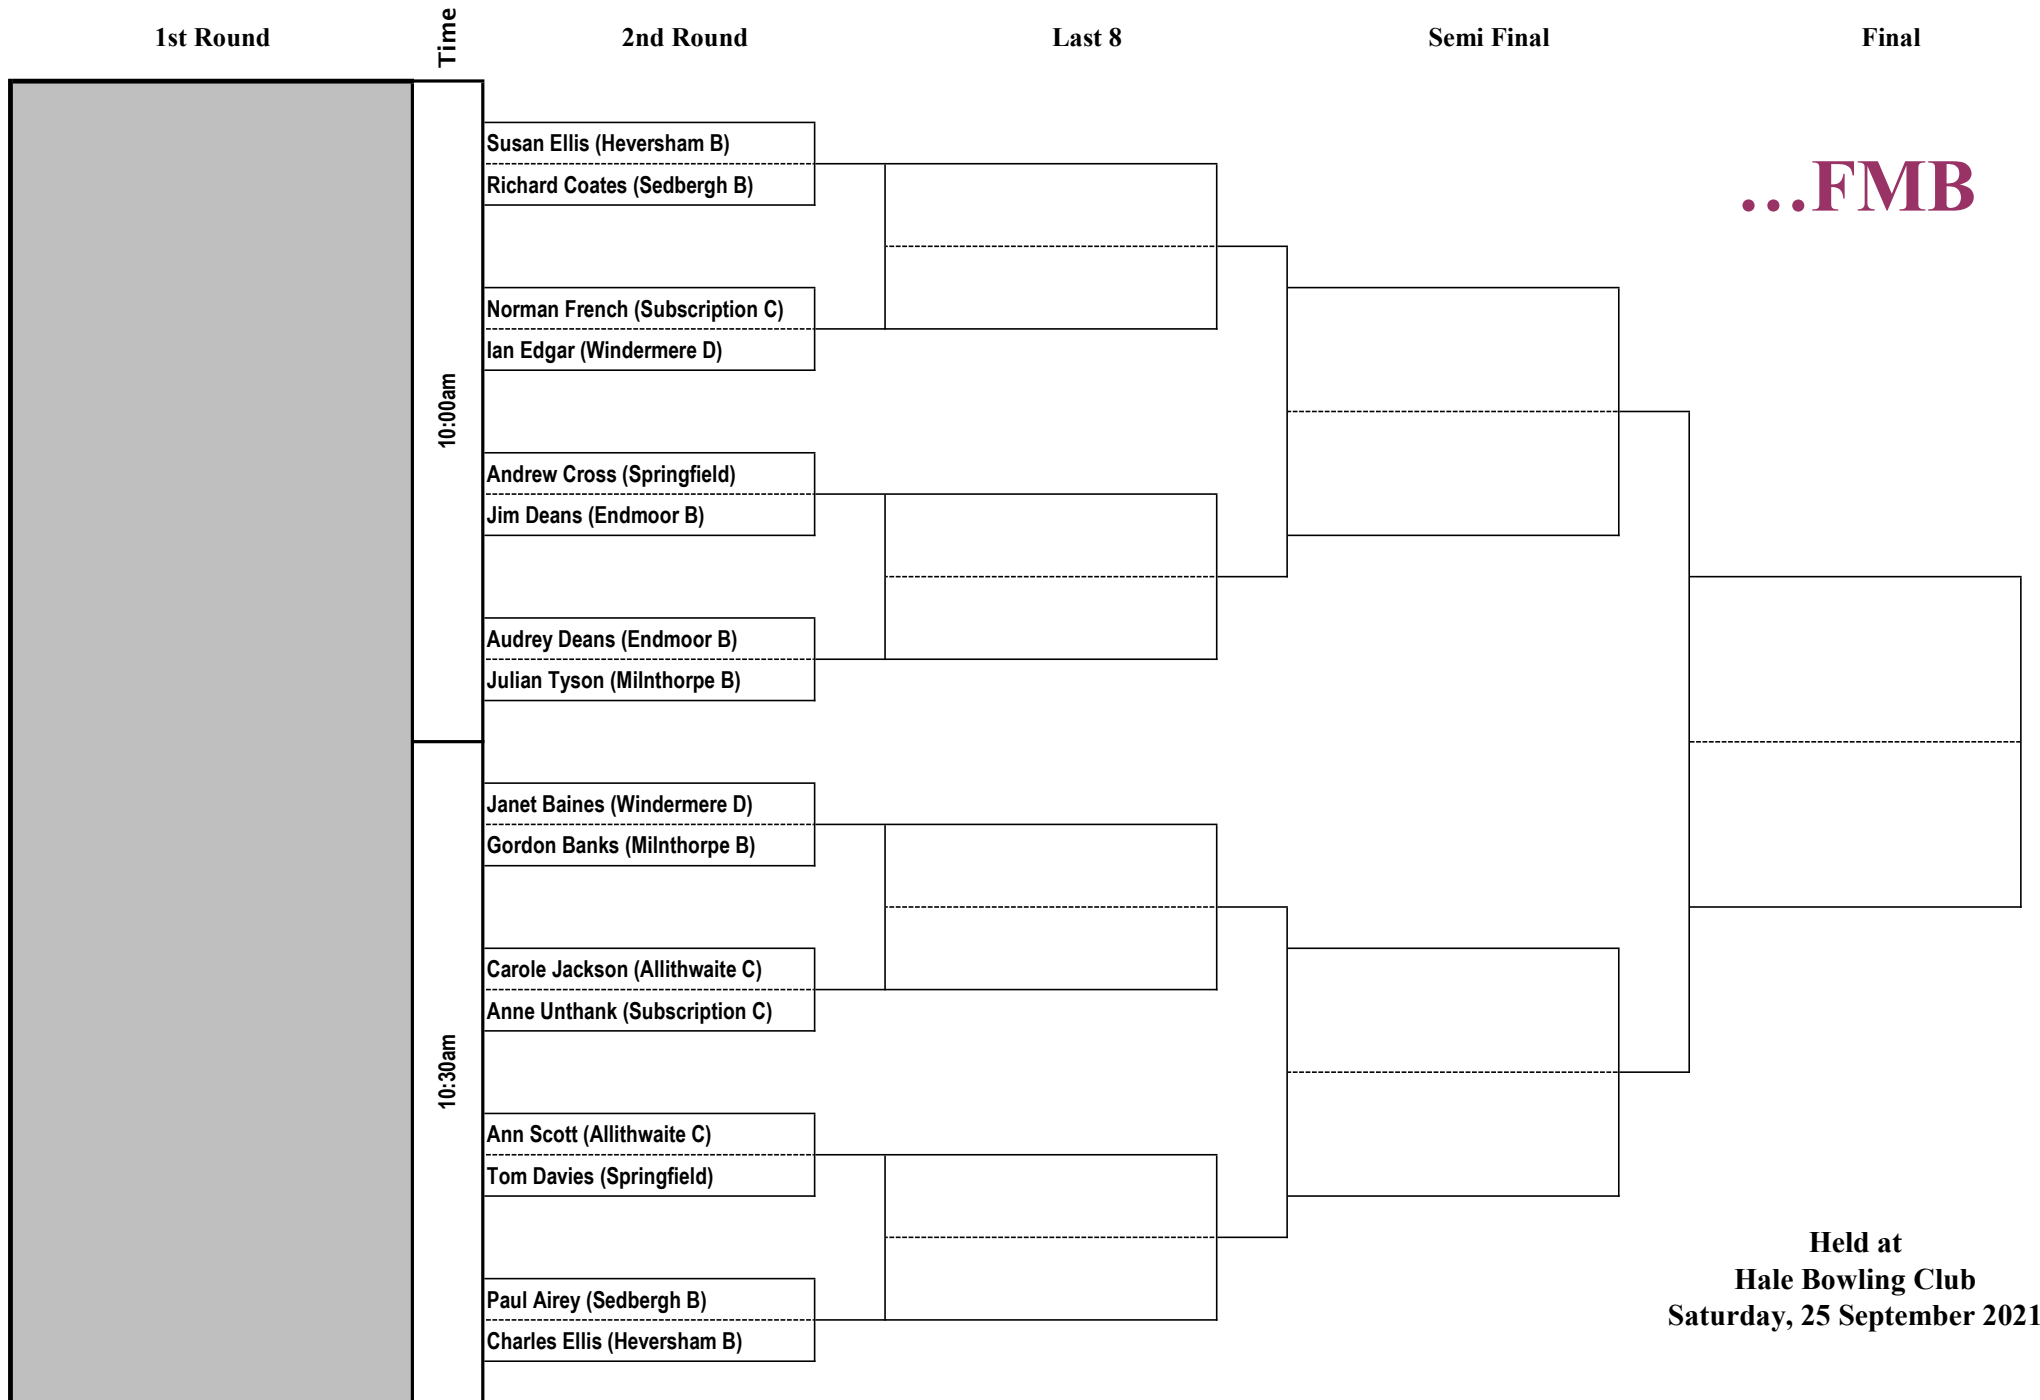 1st Round
Time
2nd Round
Last 8
Semi Final
Final
…FMB
10:00am
Susan Ellis (Heversham B)
Richard Coates (Sedbergh B)
Norman French (Subscription C)
Ian Edgar (Windermere D)
Andrew Cross (Springfield)
Jim Deans (Endmoor B)
Audrey Deans (Endmoor B)
Julian Tyson (Milnthorpe B)
10:30am
Janet Baines (Windermere D)
Gordon Banks (Milnthorpe B)
Carole Jackson (Allithwaite C)
Anne Unthank (Subscription C)
Ann Scott (Allithwaite C)
Tom Davies (Springfield)
Paul Airey (Sedbergh B)
Charles Ellis (Heversham B)
Held at
Hale Bowling Club
Saturday, 25 September 2021